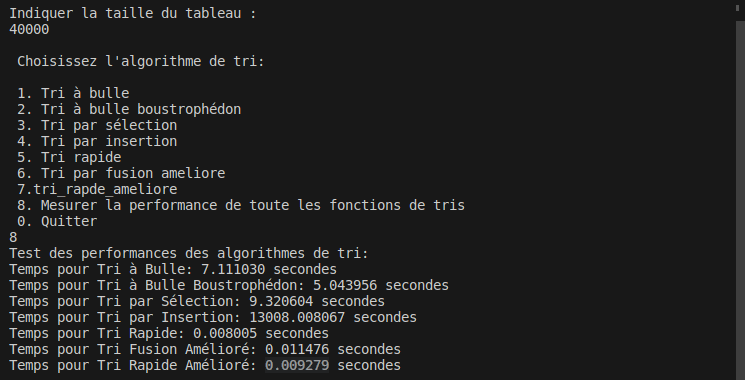 Indiquer la taille du tableau :
40000
Choisissez l'algorithme de tri:
1. Tri à bulle
2. Tri à bulle boustrophédon
3. Tri par sélection
4. Tri par insertion
5. Tri rapide
6. Tri par fusion ameliore
7.tri_rapde_ameliore
8. Mesurer la performance de toute les fonctions de tris
0. Quitter
8
Test des performances des algorithmes de tri:
Temps pour Tri à Bulle: 7.111030 secondes
Temps pour Tri à Bulle Boustrophédon: 5.043956 secondes
Temps pour Tri par Sélection: 9.320604 secondes
Temps pour Tri par Insertion: 13008.008067 secondes
Temps pour Tri Rapide: 0.008005 secondes
Temps pour Tri Fusion Amélioré: 0.011476 secondes
Temps pour Tri Rapide Amélioré: 0.009279 secondes